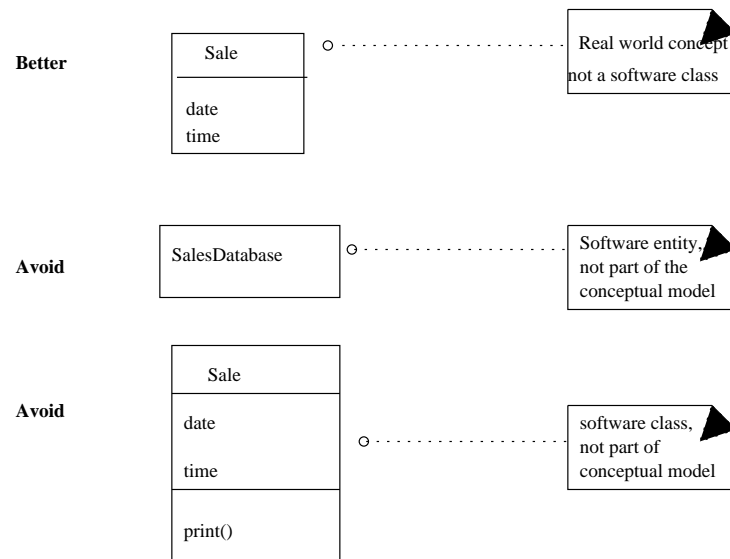 Better
Sale
date
time
Real world concept
not a software class
Avoid
SalesDatabase
Software entity,
not part of the
conceptual model
Avoid
Sale
date
time
print()
software class,
not part of
conceptual model